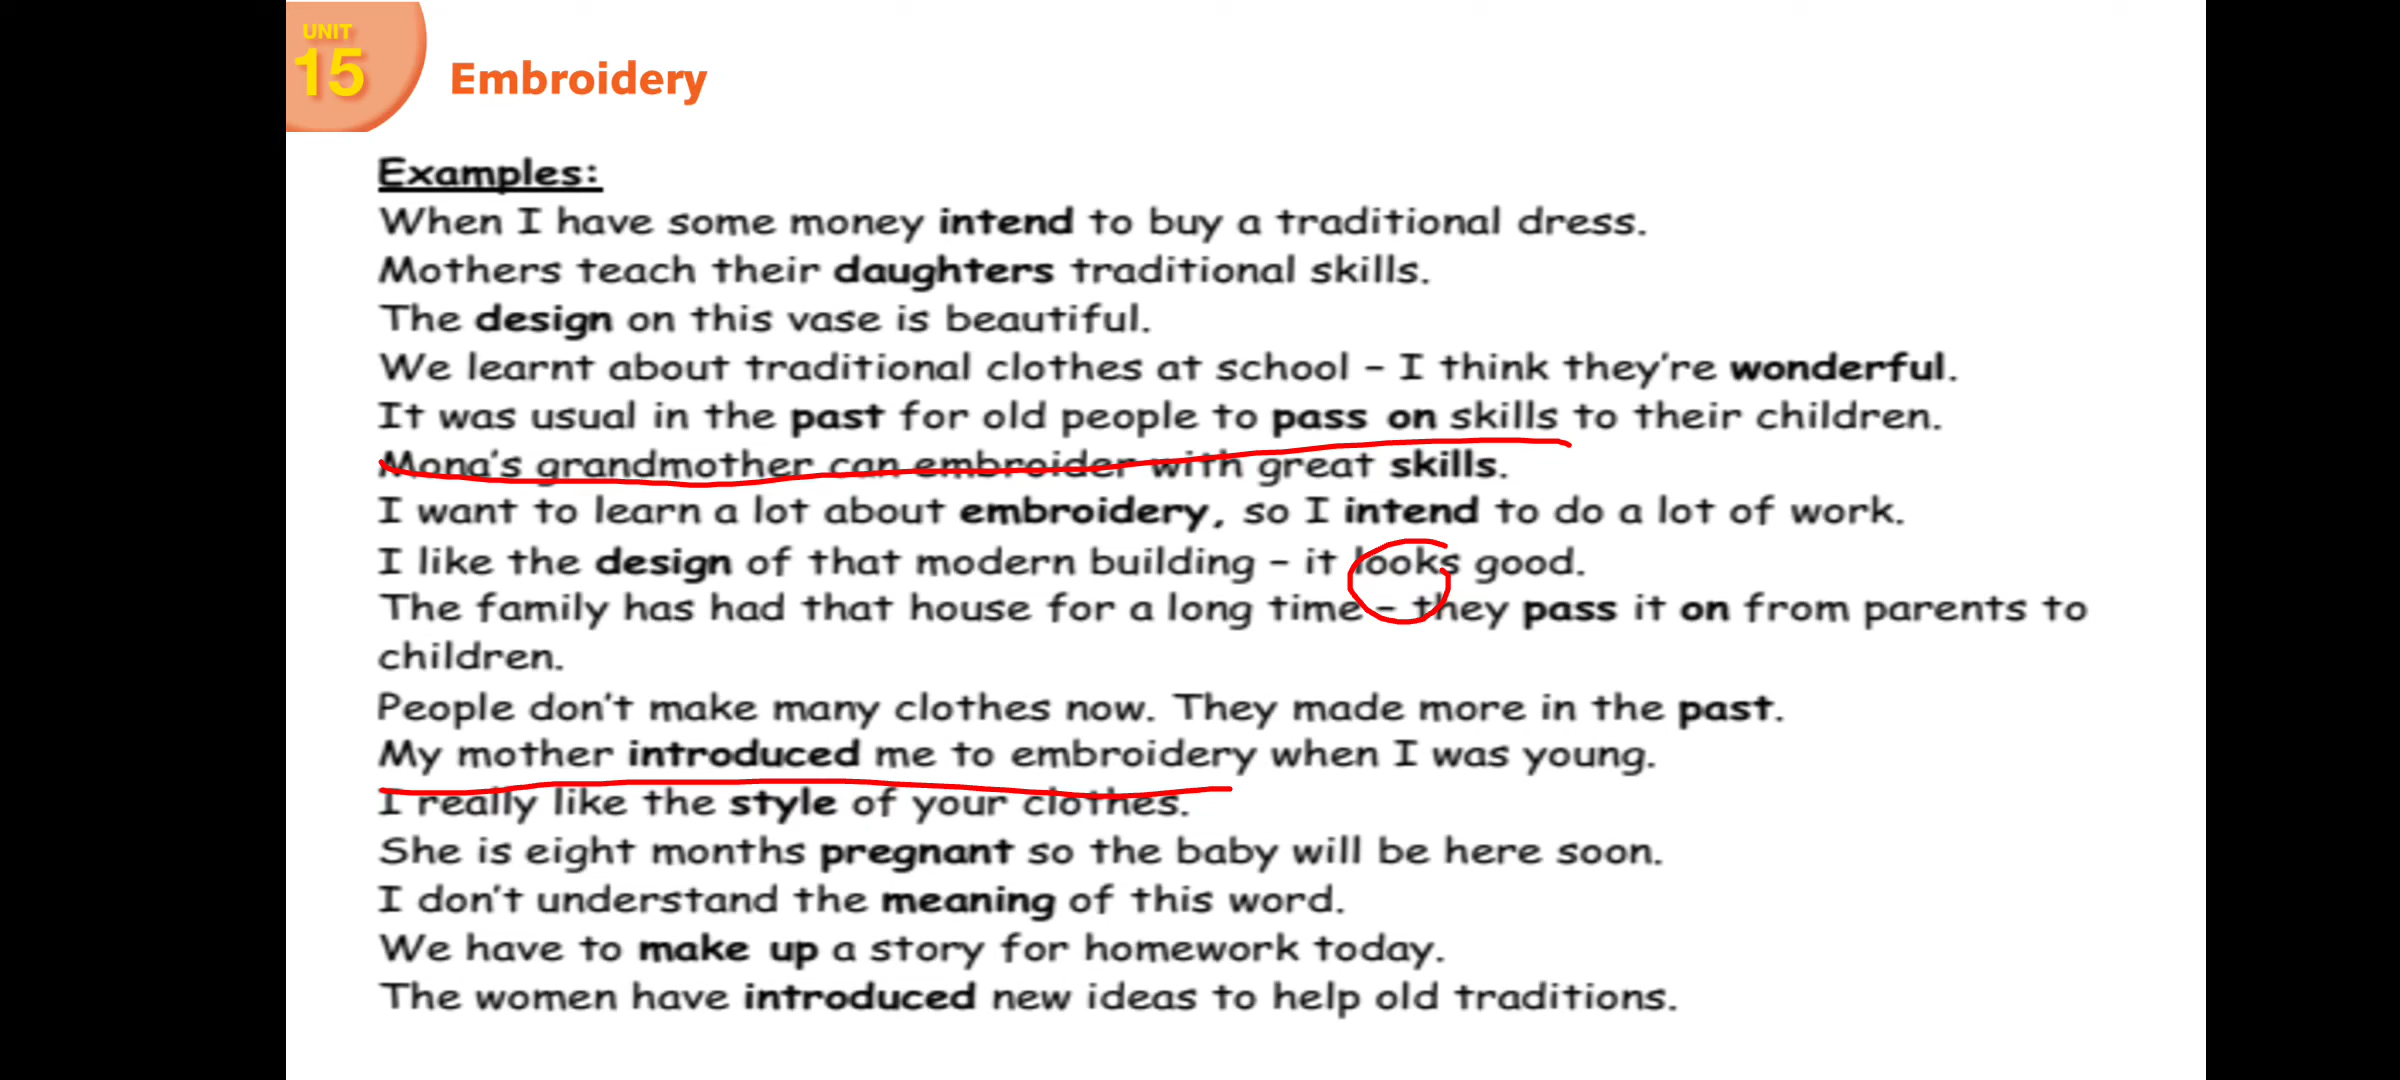 UNIT
15
Embroidery
Examples:
When I have some money intend to buy a traditional dress.
Mothers teach their daughters traditional skills.
The design on this vase is beautiful.
We learnt about traditional clothes at school – I think they're wonderful.
It was usual in the past for old people to pass on skills to their children.
Mona's grandmother can embroider with great skills.
I want to learn a lot about embroidery, so I intend to do a lot of work.
I like the design of that modern building – it looks good.
The family has had that house for a long time – they pass it on from parents to
children.
People don't make many clothes now. They made more in the past.
My mother introduced me to embroidery when I was young.
I really like the style of your clothes.
She is eight months pregnant so the baby will be here soon.
I don't understand the meaning of this word.
We have to make up a story for homework today.
The women have introduced new ideas to help old traditions.